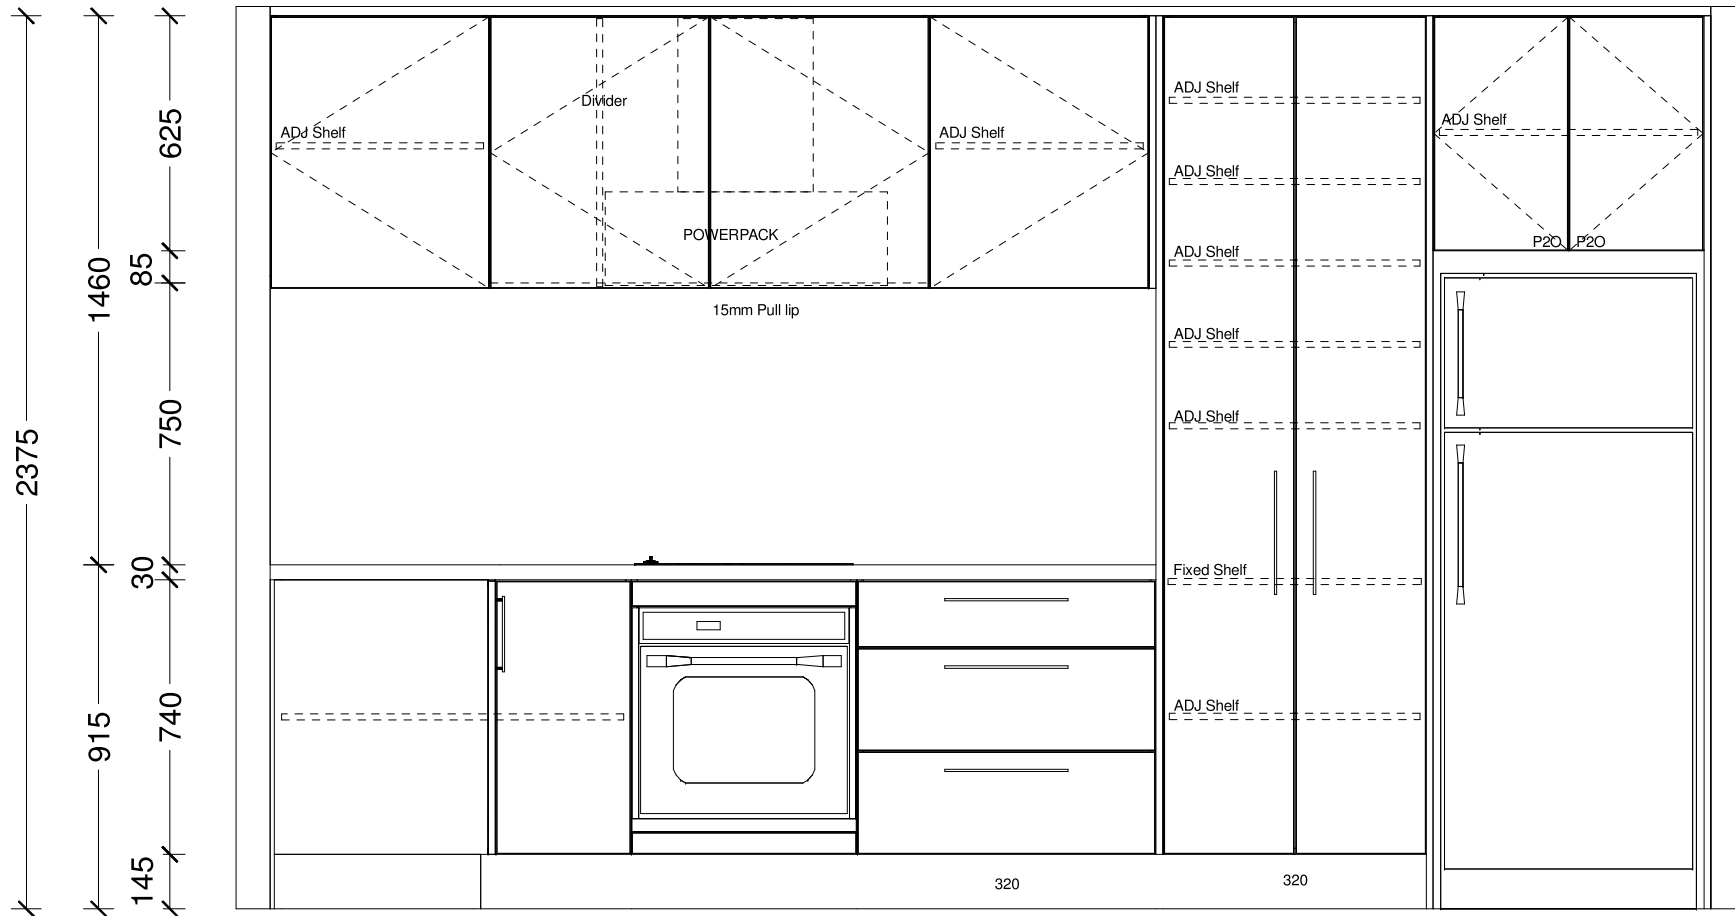 2375
1460
915
625
85
750
30
740
145
ADJ Shelf
Divider
POWERPACK
ADJ Shelf
15mm Pull lip
ADJ Shelf
ADJ Shelf
ADJ Shelf
ADJ Shelf
ADJ Shelf
Fixed Shelf
ADJ Shelf
ADJ Shelf
P2O P2O
320
320